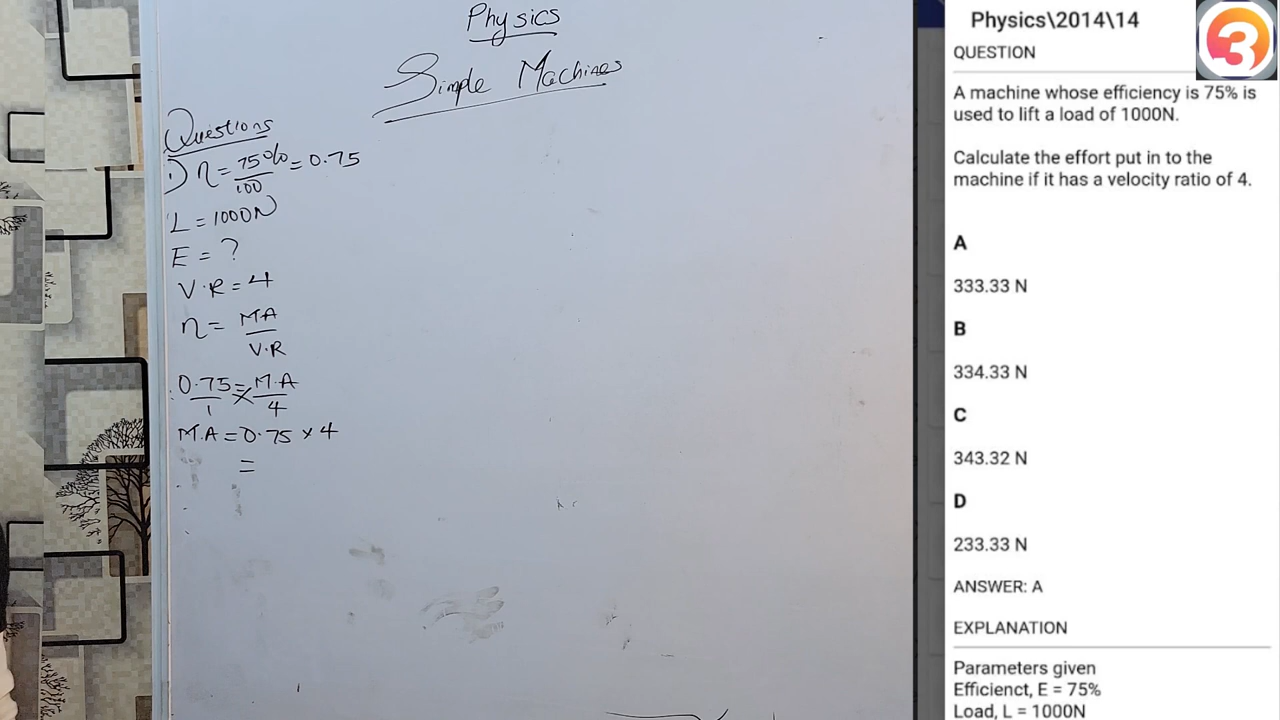 Physics
Simple Machines
Questions
1) η = 75% / 100 = 0.75
L = 1000N
E = ?
V.R = 4
η = MA / V.R
0.75 / 1 = M.A / 4
M.A = 0.75 × 4
=
Physics\2014\14
3
QUESTION
A machine whose efficiency is 75% is
used to lift a load of 1000N.
Calculate the effort put in to the
machine if it has a velocity ratio of 4.
A
333.33 N
B
334.33 N
C
343.32 N
D
233.33 N
ANSWER: A
EXPLANATION
Parameters given
Efficienct, E = 75%
Load, L = 1000N